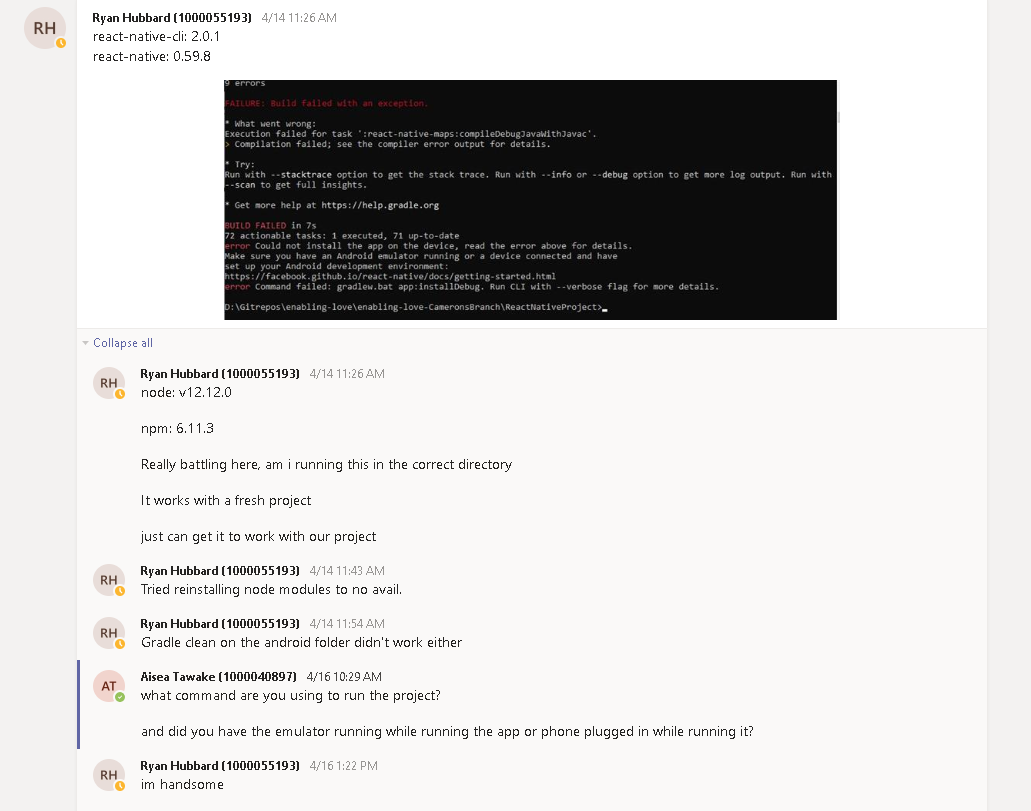 RH
Ryan Hubbard (1000055193) 4/14 11:26 AM
react-native-cli: 2.0.1
react-native: 0.59.8
9 errors
FAILURE: Build failed with an exception.
* What went wrong:
Execution failed for task ':react-native-maps:compileDebugJavaWithJavac'.
> Compilation failed; see the compiler error output for details.
* Try:
Run with --stacktrace option to get the stack trace. Run with --info or --debug option to get more log output. Run with
--scan to get full insights.
* Get more help at https://help.gradle.org
BUILD FAILED in 7s
72 actionable tasks: 1 executed, 71 up-to-date
error Could not install the app on the device, read the error above for details.
Make sure you have an Android emulator running or a device connected and have
set up your Android development environment:
https://facebook.github.io/react-native/docs/getting-started.html
error Command failed: gradlew.bat app:installDebug. Run CLI with --verbose flag for more details.
D:\Gitrepos\enabling-love\enabling-love-CameronsBranch\ReactNativeProject>_
Collapse all
RH
Ryan Hubbard (1000055193) 4/14 11:26 AM
node: v12.12.0
npm: 6.11.3
Really battling here, am i running this in the correct directory
It works with a fresh project
just can get it to work with our project
RH
Ryan Hubbard (1000055193) 4/14 11:43 AM
Tried reinstalling node modules to no avail.
RH
Ryan Hubbard (1000055193) 4/14 11:54 AM
Gradle clean on the android folder didn't work either
AT
Aisea Tawake (1000040897) 4/16 10:29 AM
what command are you using to run the project?
and did you have the emulator running while running the app or phone plugged in while running it?
RH
Ryan Hubbard (1000055193) 4/16 1:22 PM
im handsome